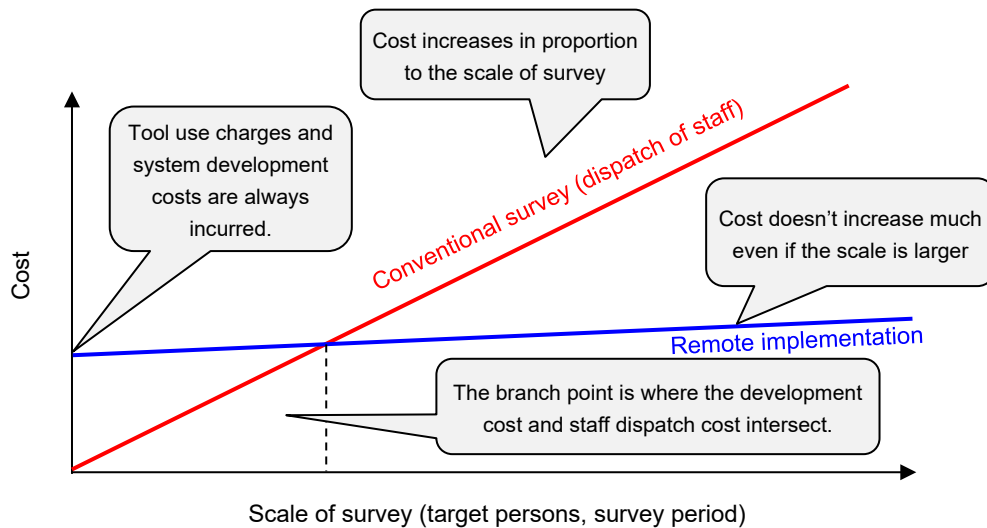 Cost increases in proportion
to the scale of survey
Tool use charges and
system development
costs are always
incurred.
Conventional survey (dispatch of staff)
Cost doesn’t increase much
even if the scale is larger
Cost
Remote implementation
The branch point is where the development
cost and staff dispatch cost intersect.
Scale of survey (target persons, survey period)